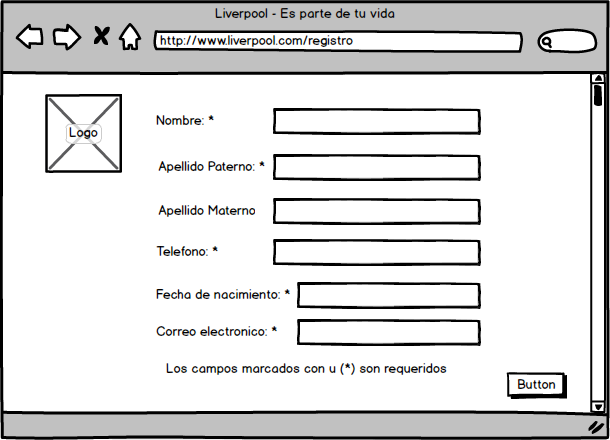 Liverpool - Es parte de tu vida
http://www.liverpool.com/registro
Logo
Nombre: *
Apellido Paterno: *
Apellido Materno
Telefono: *
Fecha de nacimiento: *
Correo electronico: *
Los campos marcados con u (*) son requeridos
Button